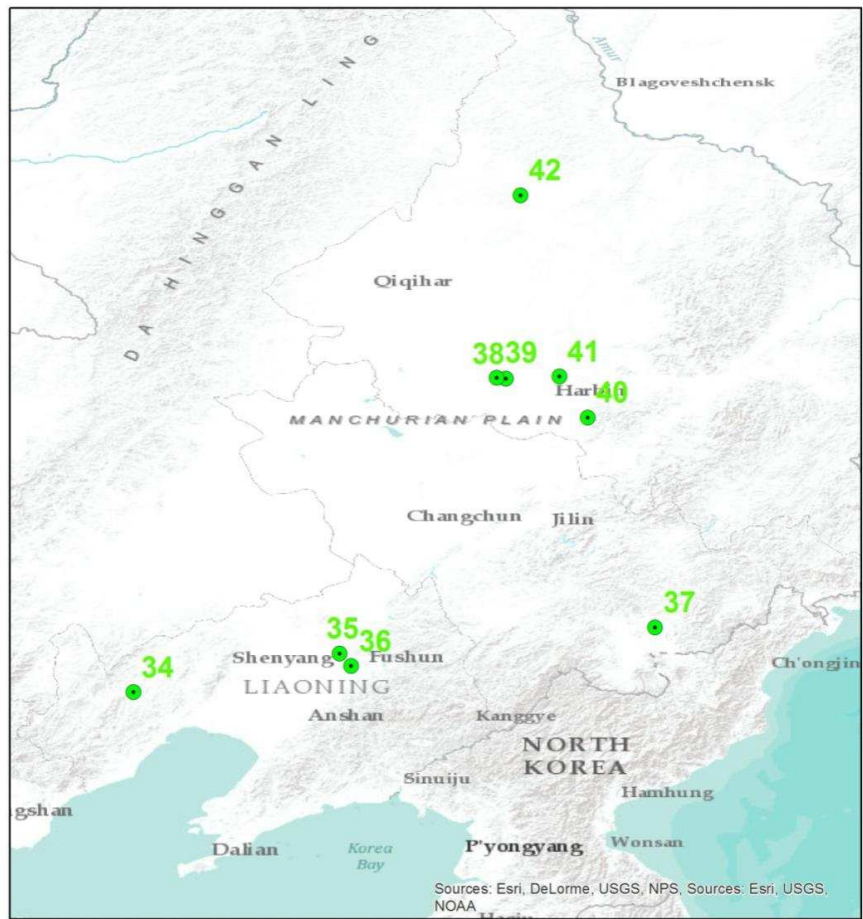 Amur
Blagoveshchensk
DA HINGGAN LING
42
Qiqihar
38 39
41
Harbin
40
MANCHURIAN PLAIN
Changchun
Jilin
37
35
36
Shenyang
Fushun
Ch'ongjin
34
LIAONING
Anshan
Kanggye
NORTH
KOREA
Sinuiju
Hamhung
ngshan
Dalian
Korea
Bay
P'yongyang
Wonsan
Sources: Esri, DeLorme, USGS, NPS, Sources: Esri, USGS,
NOAA